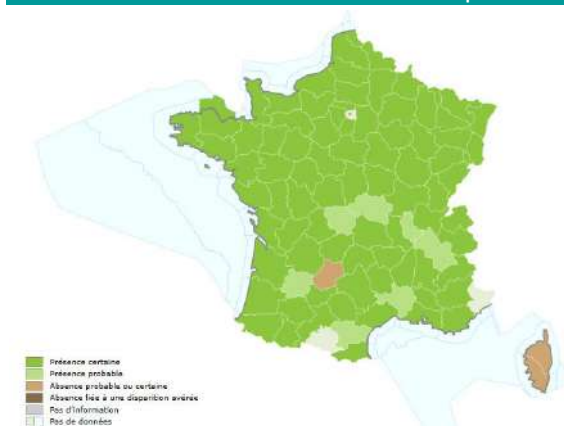 Présence certaine
Présence probable
Absence probable ou certaine
Absence liée à une disparition avérée
Pas d'information
Pas de données